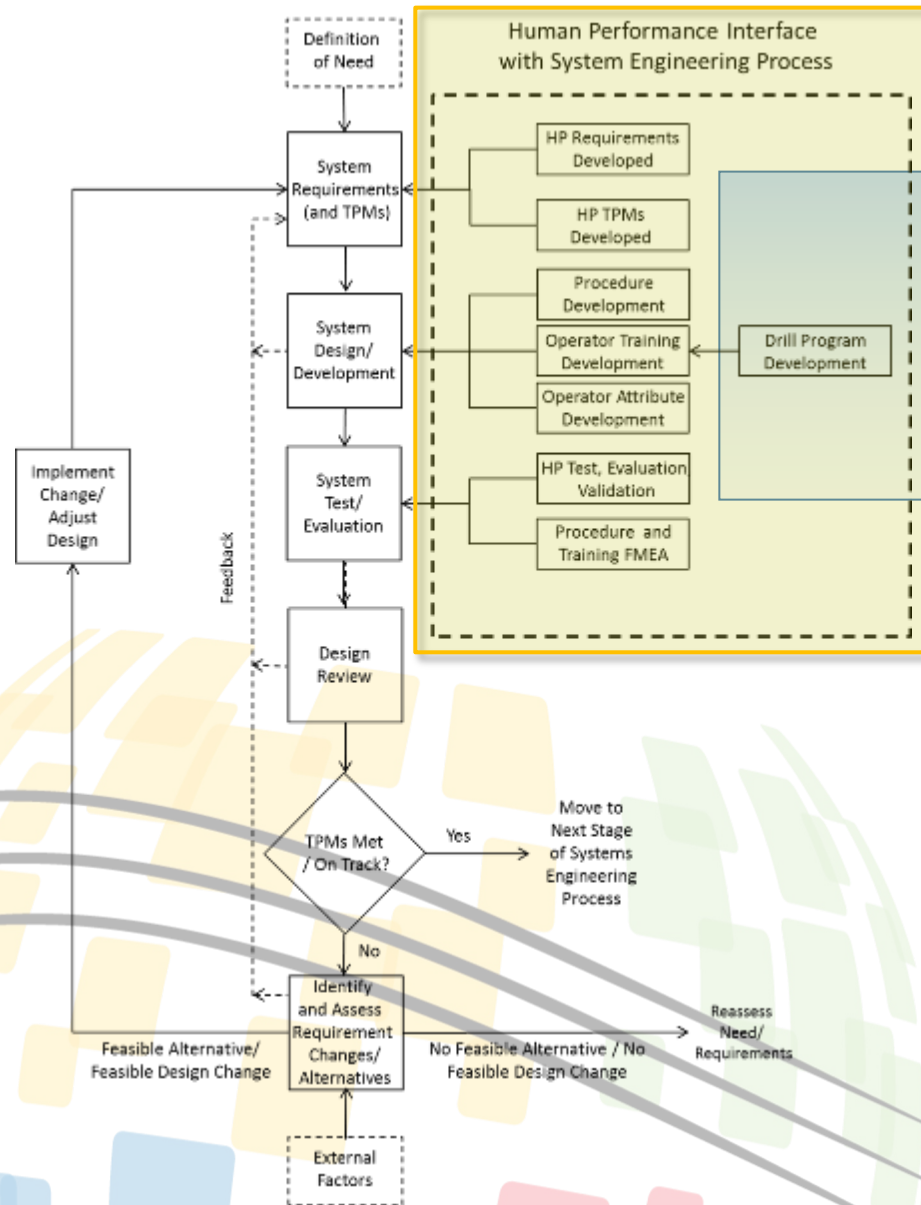 Definition
of Need
Human Performance Interface
with System Engineering Process
System
Requirements
(and TPMs)
HP Requirements
Developed
HP TPMs
Developed
System
Design/
Development
Procedure
Development
Operator Training
Development
Drill Program
Development
Operator Attribute
Development
Implement
Change/
Adjust
Design
Feedback
System
Test/
Evaluation
HP Test, Evaluation,
Validation
Procedure and
Training FMEA
Design
Review
TPMs Met
/ On Track?
Yes
Move to
Next Stage
of Systems
Engineering
Process
No
Identify
and Assess
Requirement
Changes/
Alternatives
Feasible Alternative/
Feasible Design Change
No Feasible Alternative / No
Feasible Design Change
Reassess
Need/
Requirements
External
Factors